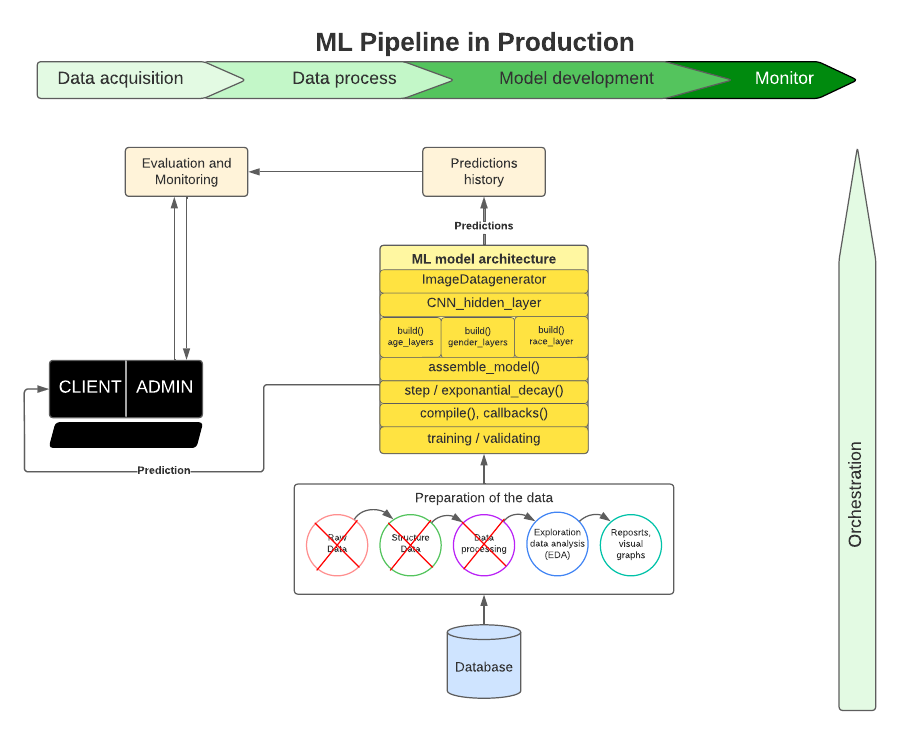 ML Pipeline in Production
Data acquisition
Data process
Model development
Monitor
Evaluation and
Monitoring
Predictions
history
Predictions
ML model architecture
ImageDatagenerator
CNN_hidden_layer
build()
age_layers
build()
gender_layers
build()
race_layer
assemble_model()
step / exponantial_decay()
compile(), callbacks()
training / validating
CLIENT
ADMIN
Prediction
Preparation of the data
Raw
Data
Structure
Data
Data
processing
Exploration
data analysis
(EDA)
Reposrts,
visual
graphs
Database
Orchestration